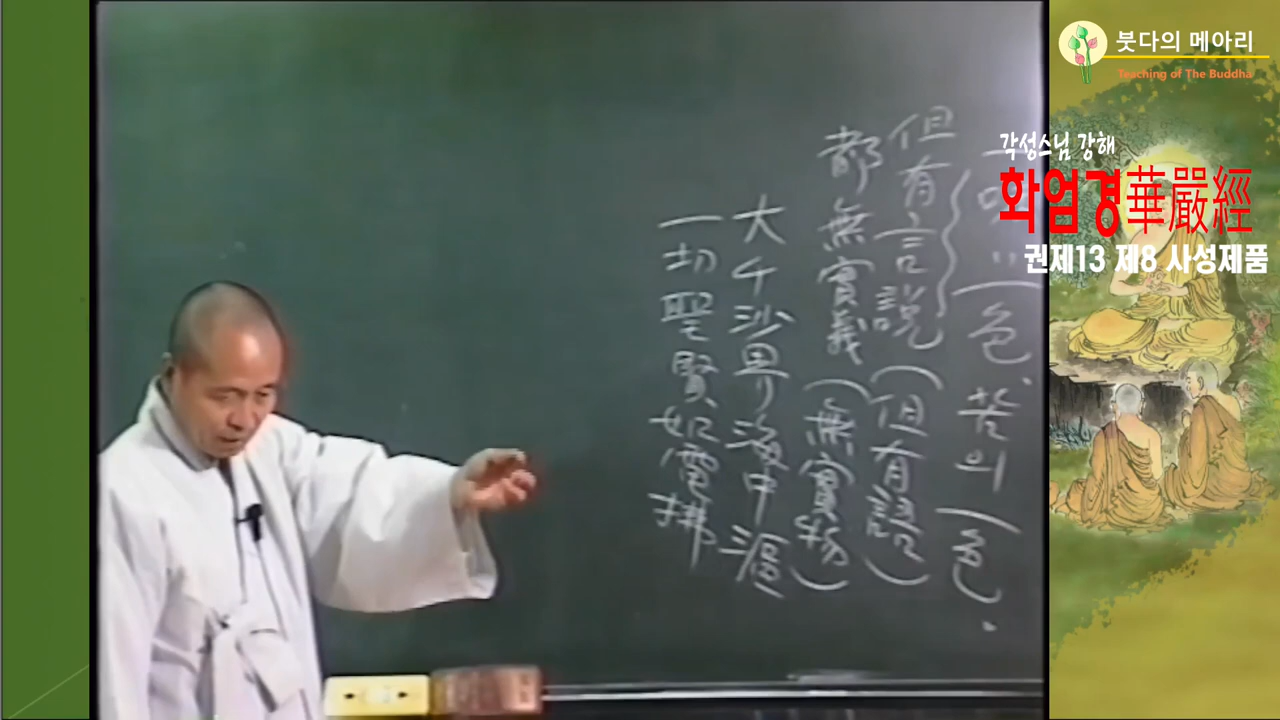 붓다의 메아리
Teaching of The Buddha
각성스님 강해
화엄경華嚴經
권제13 제8 사성제품
色、苦의
但有言說(但有語)
都無實義(無實物)
大千沙界海中漚
一切聖賢如電拂